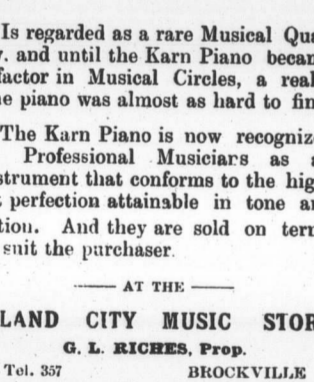 Is regarded as a rare Musical Qua
y. and until the Karn Piano becam
factor in Musical Circles, a real
ne piano was almost as hard to fin
The Karn Piano is now recognize
Professional Musicians as a
strument that conforms to the hig
t perfection attainable in tone a
tion. And they are sold on term
suit the purchaser.
AT THE
LAND CITY MUSIC STOR
G. L. RICHES, Prop.
Tel. 357 BROCKVILLE